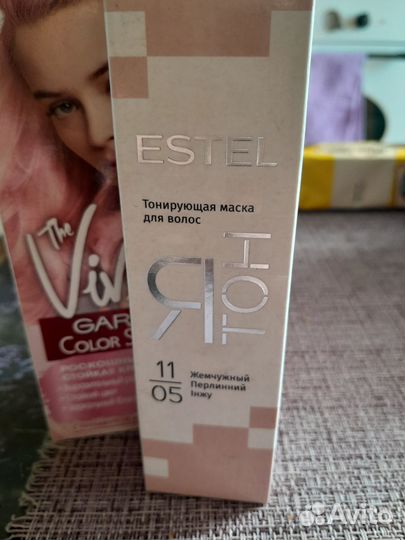 ESTEL
Тонирующая маска
для волос
Я
ТОН
11
05
Жемчужный
Перлинний
Інжу
The
GAR
COLOR S
Avito